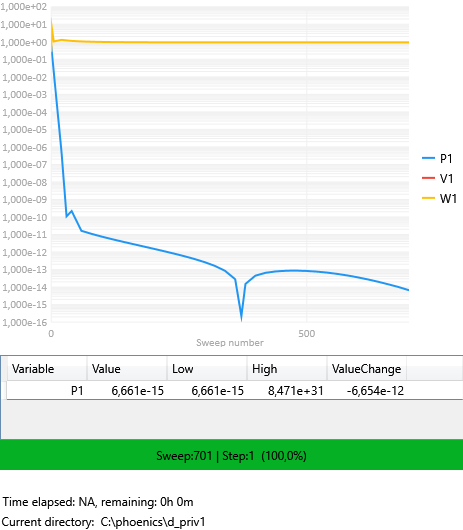 1,000e+02
1,000e+01
1,000e+00
1,000e-01
1,000e-02
1,000e-03
1,000e-04
1,000e-05
1,000e-06
1,000e-07
1,000e-08
1,000e-09
1,000e-10
1,000e-11
1,000e-12
1,000e-13
1,000e-14
1,000e-15
1,000e-16
0 500
Sweep number
P1
V1
W1
Variable Value Low High ValueChange
P1 6,661e-15 6,661e-15 8,471e+31 -6,654e-12
Sweep:701 | Step:1 (100,0%)
Time elapsed: NA, remaining: 0h 0m
Current directory: C:\phoenics\d_priv1